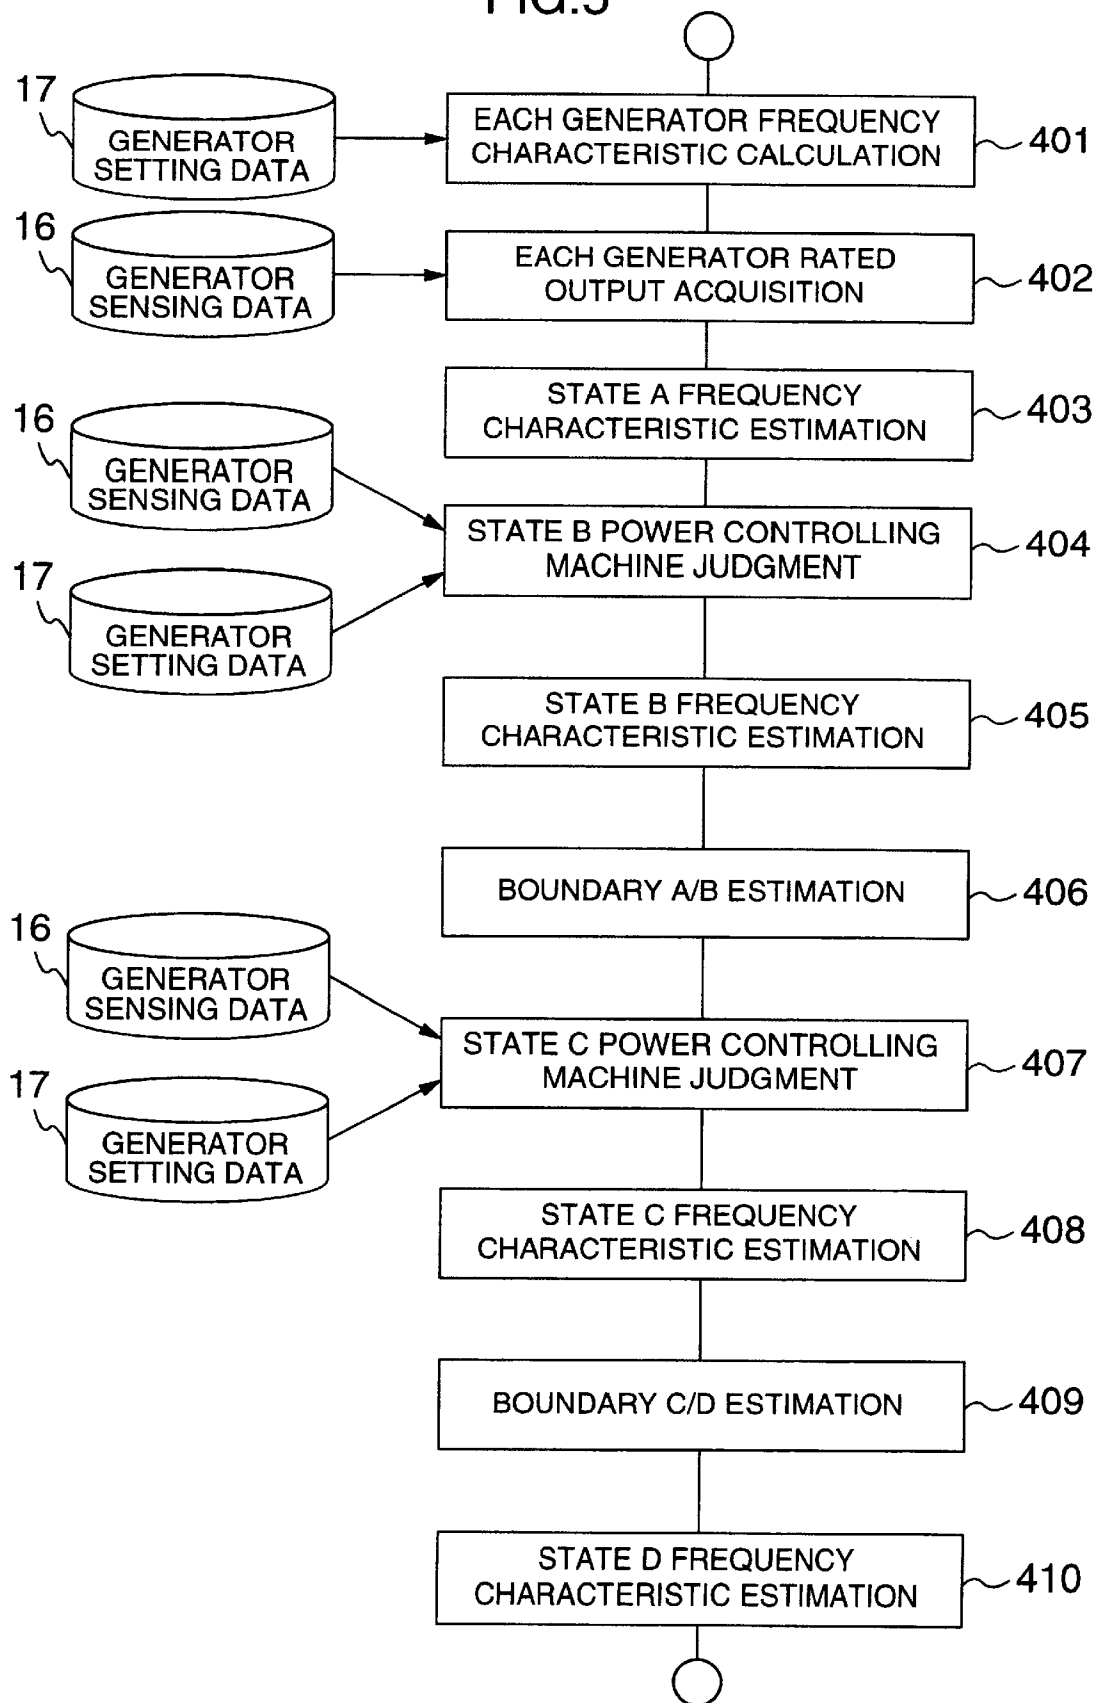 FIG.5
17
GENERATOR
SETTING DATA
EACH GENERATOR FREQUENCY
CHARACTERISTIC CALCULATION
401
16
GENERATOR
SENSING DATA
EACH GENERATOR RATED
OUTPUT ACQUISITION
402
STATE A FREQUENCY
CHARACTERISTIC ESTIMATION
403
16
GENERATOR
SENSING DATA
17
GENERATOR
SETTING DATA
STATE B POWER CONTROLLING
MACHINE JUDGMENT
404
STATE B FREQUENCY
CHARACTERISTIC ESTIMATION
405
BOUNDARY A/B ESTIMATION
406
16
GENERATOR
SENSING DATA
17
GENERATOR
SETTING DATA
STATE C POWER CONTROLLING
MACHINE JUDGMENT
407
STATE C FREQUENCY
CHARACTERISTIC ESTIMATION
408
BOUNDARY C/D ESTIMATION
409
STATE D FREQUENCY
CHARACTERISTIC ESTIMATION
410